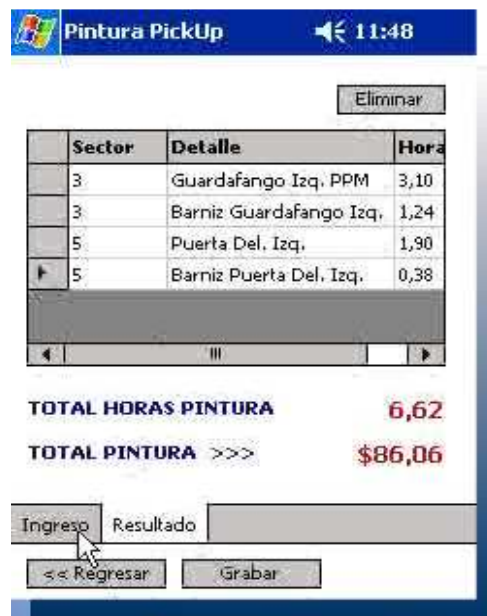 Pintura PickUp 11:48
Eliminar
Sector Detalle Hora
3 Guardafango Izq. PPM 3,10
3 Barniz Guardafango Izq. 1,24
5 Puerta Del. Izq. 1,90
5 Barniz Puerta Del. Izq. 0,38
TOTAL HORAS PINTURA 6,62
TOTAL PINTURA >>> $86,06
Ingreso Resultado
<< Regresar Grabar